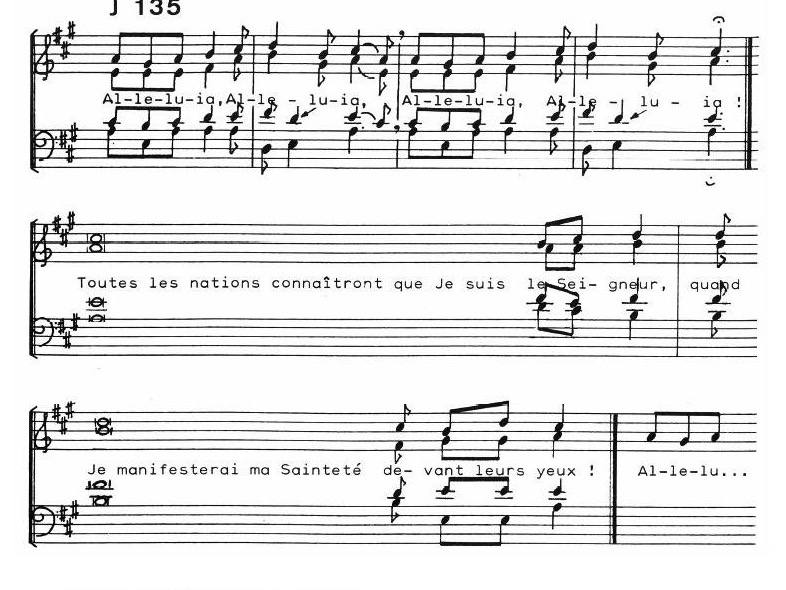 J 135
Al-le-lu-ia, Al-le - lu-ia, Al-le-lu-ia, Al-le - lu - ia !
Toutes les nations connaîtront que Je suis le Sei- gneur, quand
Je manifesterai ma Sainteté de- vant leurs yeux ! Al-le-lu...